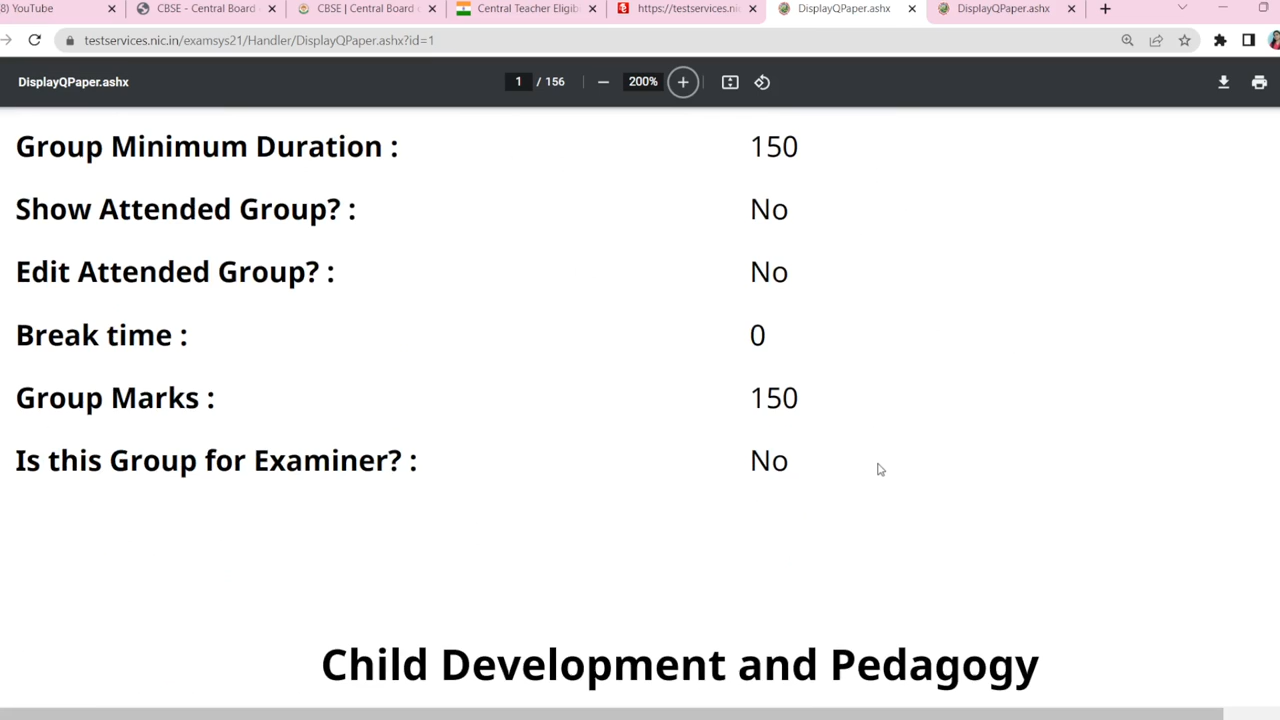 8) YouTube
CBSE - Central Board
CBSE | Central Board
Central Teacher Eligib
https://testservices.nic
DisplayQPaper.ashx
DisplayQPaper.ashx
testservices.nic.in/examsys21/Handler/DisplayQPaper.ashx?id=1
DisplayQPaper.ashx
1 / 156
200%
Group Minimum Duration : 150
Show Attended Group? : No
Edit Attended Group? : No
Break time : 0
Group Marks : 150
Is this Group for Examiner? : No
Child Development and Pedagogy